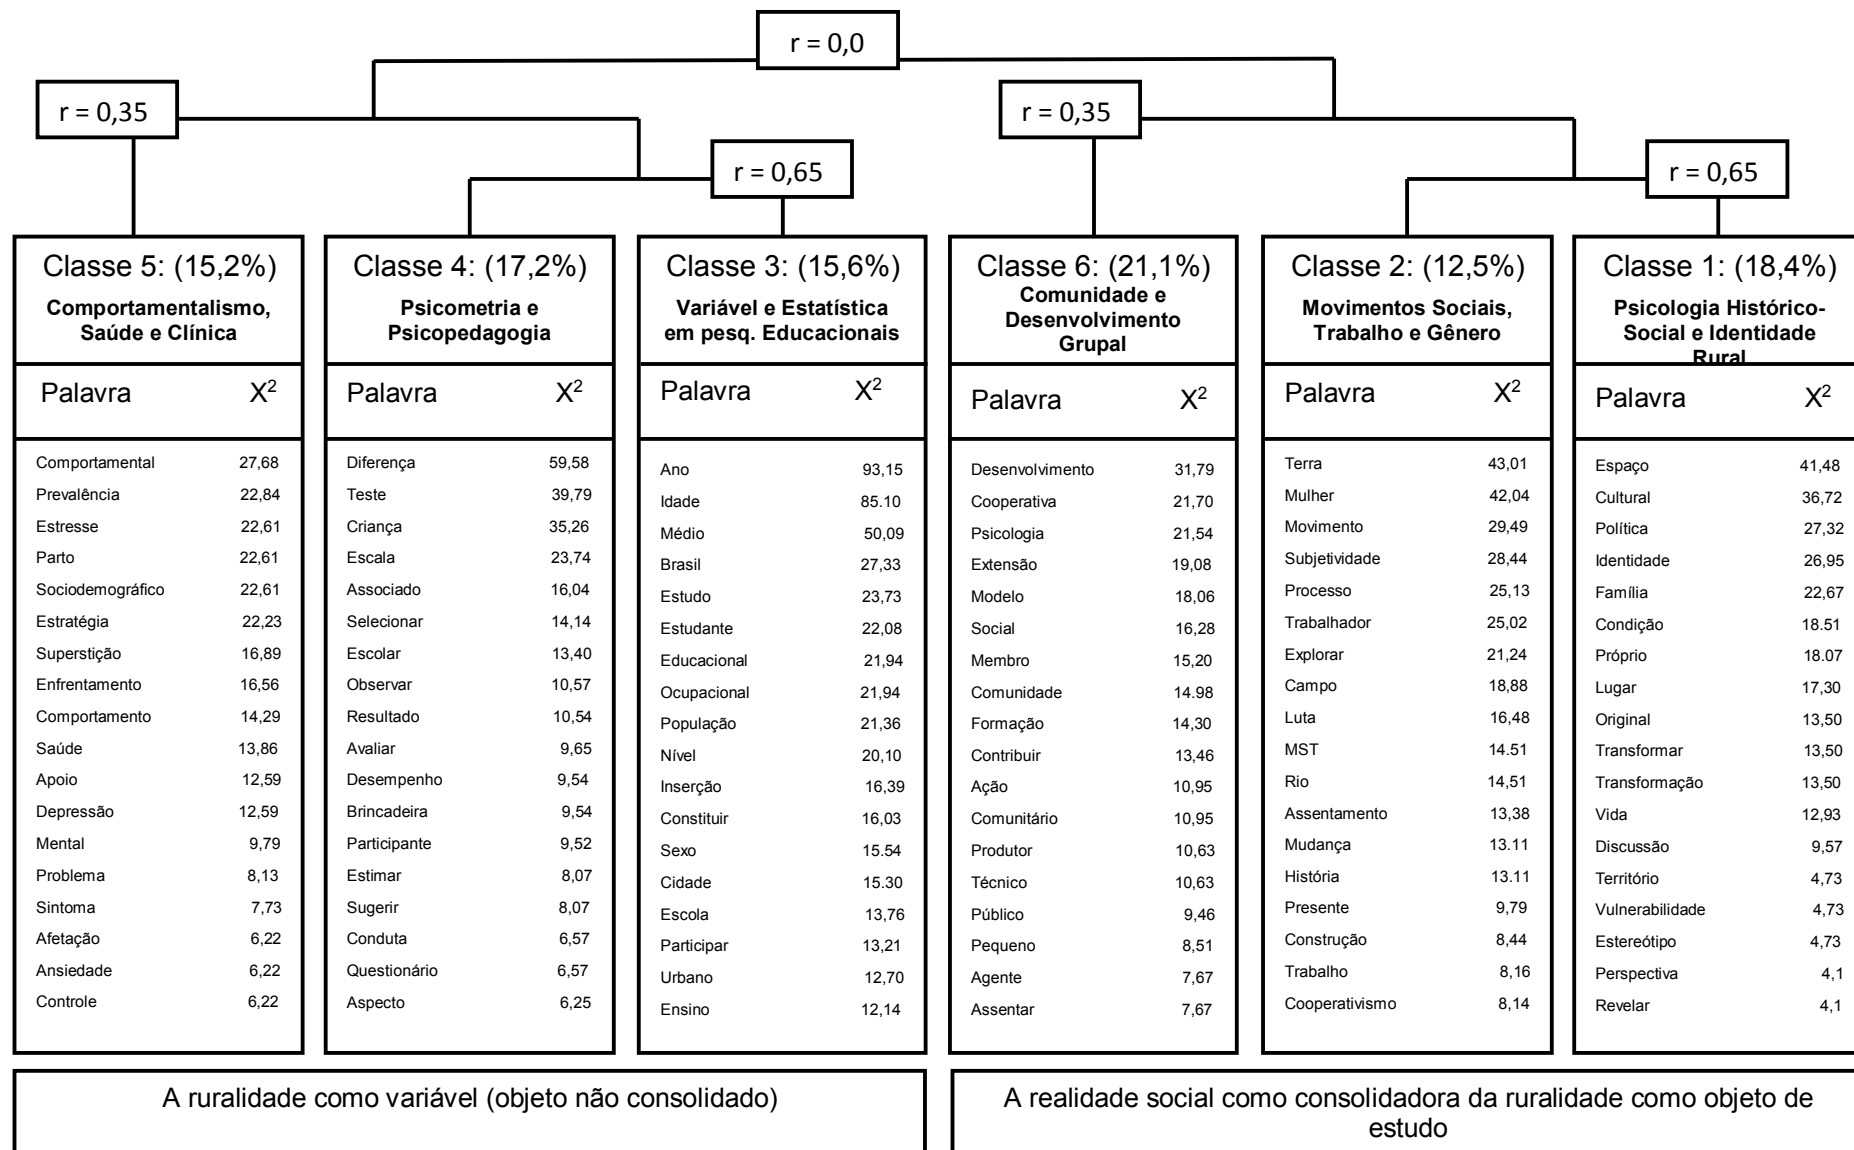 r = 0,0
r = 0,35
r = 0,35
r = 0,65
r = 0,65
Classe 5: (15,2%)
Comportamentalismo,
Saúde e Clínica
Palavra X²
Comportamental 27,68
Prevalência 22,84
Estresse 22,61
Parto 22,61
Sociodemográfico 22,61
Estratégia 22,23
Superstição 16,89
Enfrentamento 16,56
Comportamento 14,29
Saúde 13,86
Apoio 12,59
Depressão 12,59
Mental 9,79
Problema 8,13
Sintoma 7,73
Afetação 6,22
Ansiedade 6,22
Controle 6,22
Classe 4: (17,2%)
Psicometria e
Psicopedagogia
Palavra X²
Diferença 59,58
Teste 39,79
Criança 35,26
Escala 23,74
Associado 16,04
Selecionar 14,14
Escolar 13,40
Observar 10,57
Resultado 10,54
Avaliar 9,65
Desempenho 9,54
Brincadeira 9,54
Participante 9,52
Estimar 8,07
Sugerir 8,07
Conduta 6,57
Questionário 6,57
Aspecto 6,25
Classe 3: (15,6%)
Variável e Estatística
em pesq. Educacionais
Palavra X²
Ano 93,15
Idade 85.10
Médio 50,09
Brasil 27,33
Estudo 23,73
Estudante 22,08
Educacional 21,94
Ocupacional 21,94
População 21,36
Nível 20,10
Inserção 16,39
Constituir 16,03
Sexo 15.54
Cidade 15.30
Escola 13,76
Participar 13,21
Urbano 12,70
Ensino 12,14
Classe 6: (21,1%)
Comunidade e
Desenvolvimento
Grupal
Palavra X²
Desenvolvimento 31,79
Cooperativa 21,70
Psicologia 21,54
Extensão 19,08
Modelo 18,06
Social 16,28
Membro 15,20
Comunidade 14.98
Formação 14,30
Contribuir 13,46
Ação 10,95
Comunitário 10,95
Produtor 10,63
Técnico 10,63
Público 9,46
Pequeno 8,51
Agente 7,67
Assentar 7,67
Classe 2: (12,5%)
Movimentos Sociais,
Trabalho e Gênero
Palavra X²
Terra 43,01
Mulher 42,04
Movimento 29,49
Subjetividade 28,44
Processo 25,13
Trabalhador 25,02
Explorar 21,24
Campo 18,88
Luta 16,48
MST 14.51
Rio 14,51
Assentamento 13,38
Mudança 13.11
História 13.11
Presente 9,79
Construção 8,44
Trabalho 8,16
Cooperativismo 8,14
Classe 1: (18,4%)
Psicologia Histórico-
Social e Identidade
Rural
Palavra X²
Espaço 41,48
Cultural 36,72
Política 27,32
Identidade 26,95
Família 22,67
Condição 18.51
Próprio 18.07
Lugar 17,30
Original 13,50
Transformar 13,50
Transformação 13,50
Vida 12,93
Discussão 9,57
Território 4,73
Vulnerabilidade 4,73
Estereótipo 4,73
Perspectiva 4,1
Revelar 4,1
A ruralidade como variável (objeto não consolidado)
A realidade social como consolidadora da ruralidade como objeto de
estudo